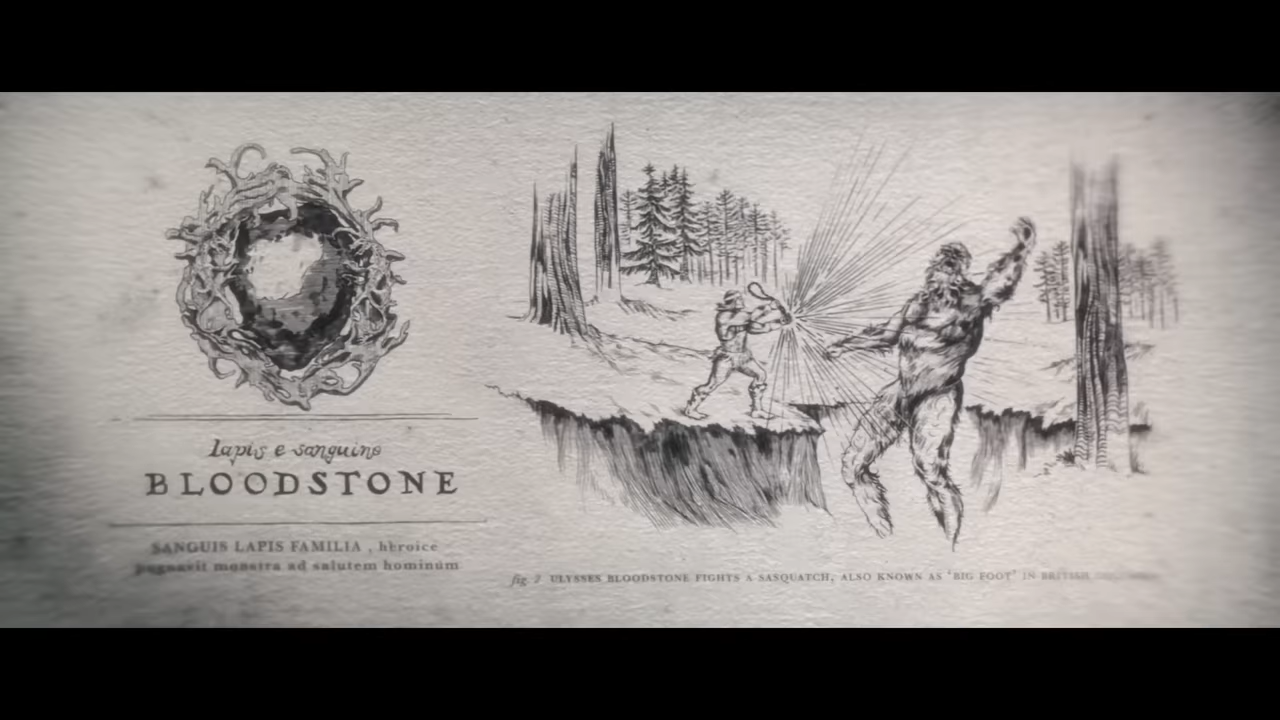 lapis e sanguine
BLOODSTONE
SANGUIS LAPIS FAMILIA , heroice
pugnavit monstra ad salutem hominum
fig. 2 ULYSSES BLOODSTONE FIGHTS A SASQUATCH, ALSO KNOWN AS 'BIG FOOT' IN BRITISH